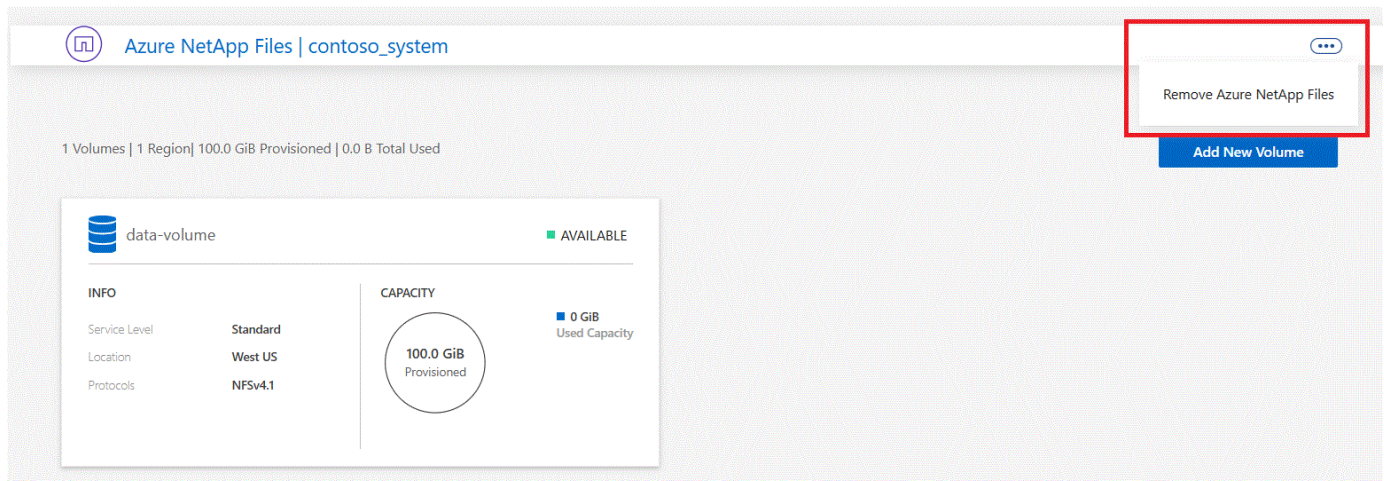 Azure NetApp Files | contoso_system
Remove Azure NetApp Files
1 Volumes | 1 Region| 100.0 GiB Provisioned | 0.0 B Total Used
Add New Volume
data-volume
AVAILABLE
INFO
Service Level Standard
Location West US
Protocols NFSv4.1
CAPACITY
100.0 GiB
Provisioned
0 GiB
Used Capacity